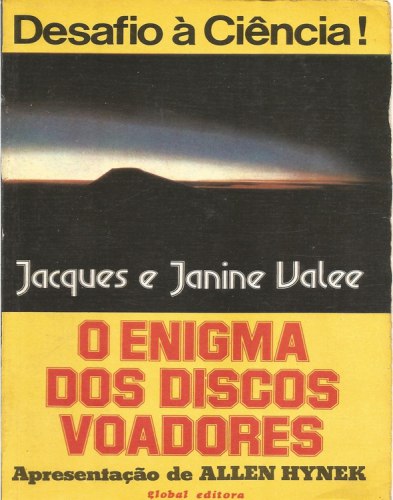 Desafio à Ciência!
Jacques e Janine Valee
O ENIGMA
DOS DISCOS
VOADORES
Apresentação de ALLEN HYNEK
global editora